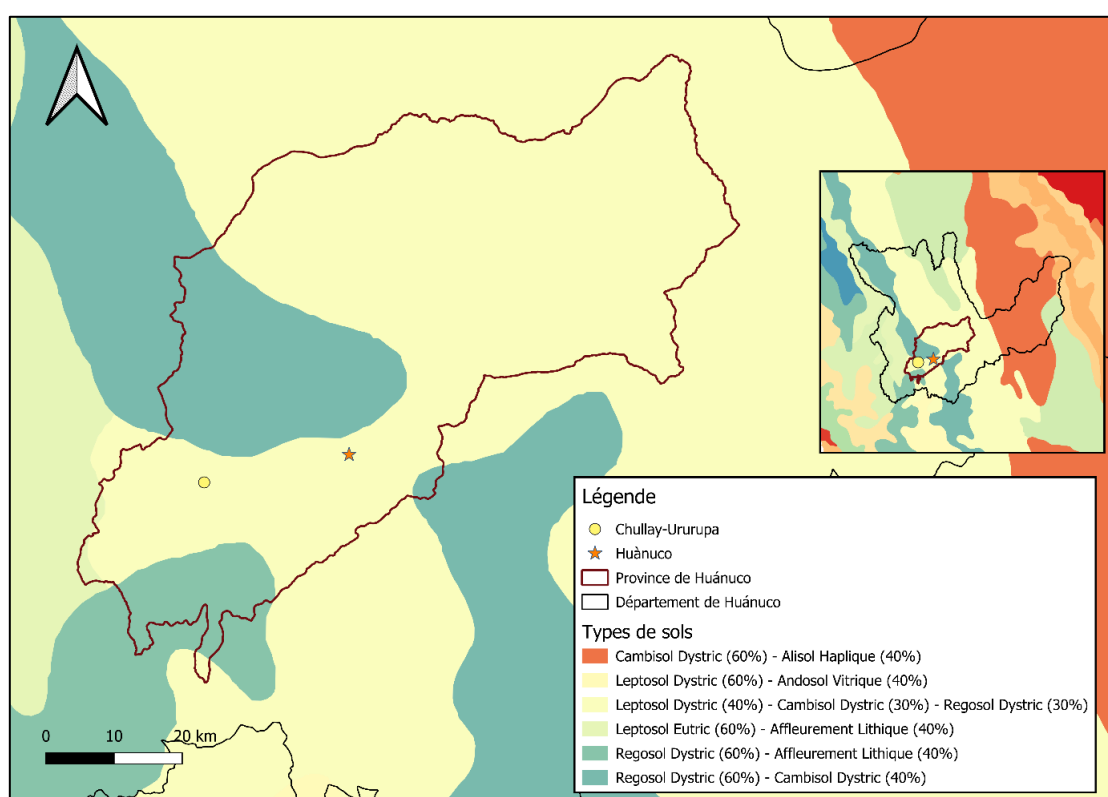 Légende
Chullay-Ururupa
Huànuco
Province de Huánuco
Département de Huánuco
Types de sols
Cambisol Dystric (60%) - Alisol Haplique (40%)
Leptosol Dystric (60%) - Andosol Vitrique (40%)
Leptosol Dystric (40%) - Cambisol Dystric (30%) - Regosol Dystric (30%)
Leptosol Eutric (60%) - Affleurement Lithique (40%)
Regosol Dystric (60%) - Affleurement Lithique (40%)
Regosol Dystric (60%) - Cambisol Dystric (40%)
0 10 20 km